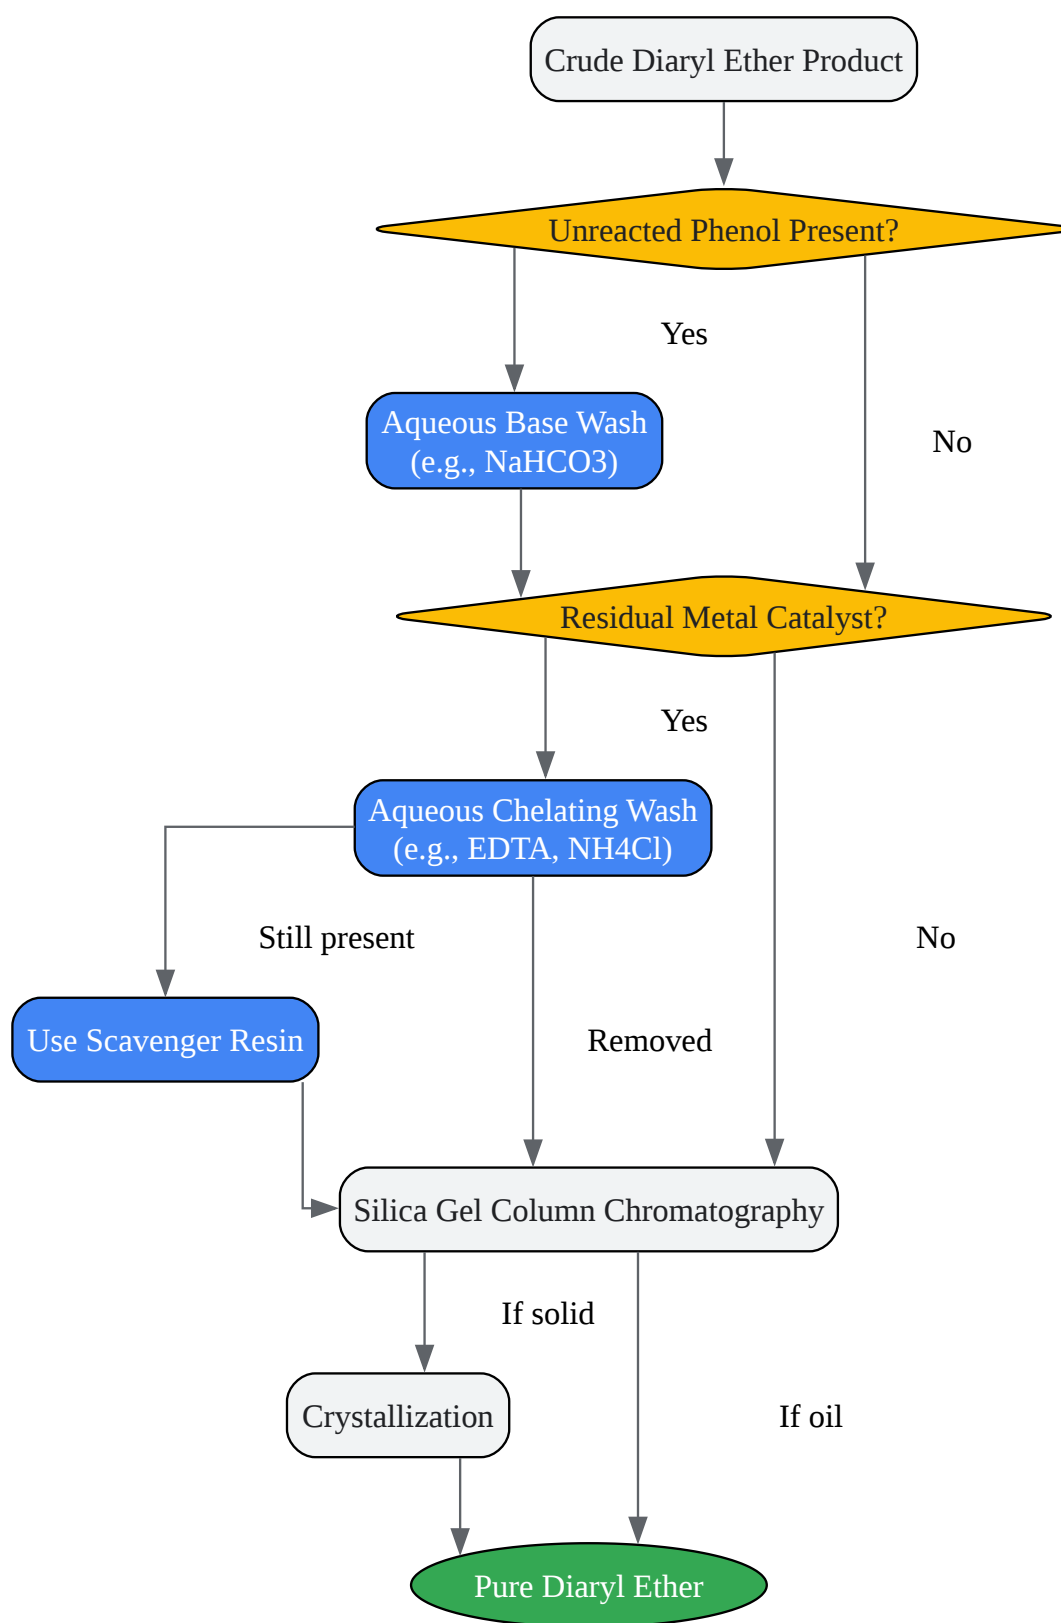 Crude Diaryl Ether Product
Unreacted Phenol Present?
Yes
Aqueous Base Wash
(e.g., NaHCO3)
No
Residual Metal Catalyst?
Yes
Aqueous Chelating Wash
(e.g., EDTA, NH4Cl)
Still present
No
Use Scavenger Resin
Removed
Silica Gel Column Chromatography
If solid
Crystallization
If oil
Pure Diaryl Ether